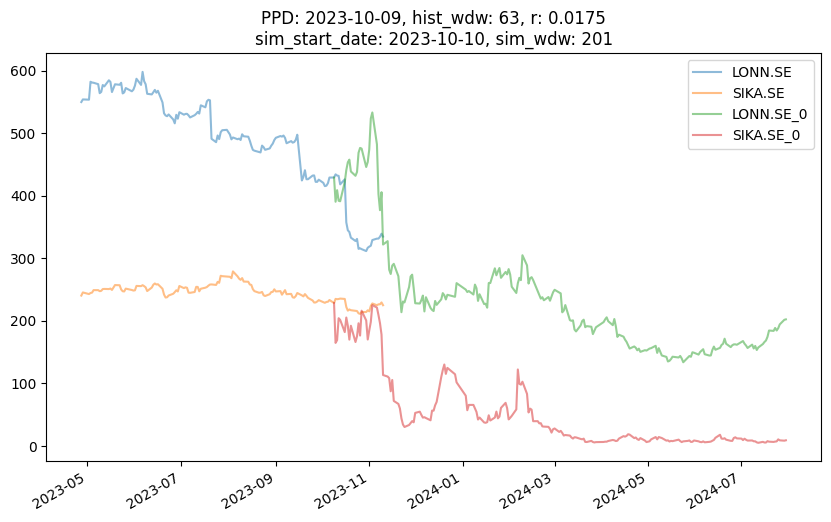 PPD: 2023-10-09, hist_wdw: 63, r: 0.0175
sim_start_date: 2023-10-10, sim_wdw: 201
LONN.SE
SIKA.SE
LONN.SE_0
SIKA.SE_0
600
500
400
300
200
100
0
2023-05
2023-07
2023-09
2023-11
2024-01
2024-03
2024-05
2024-07